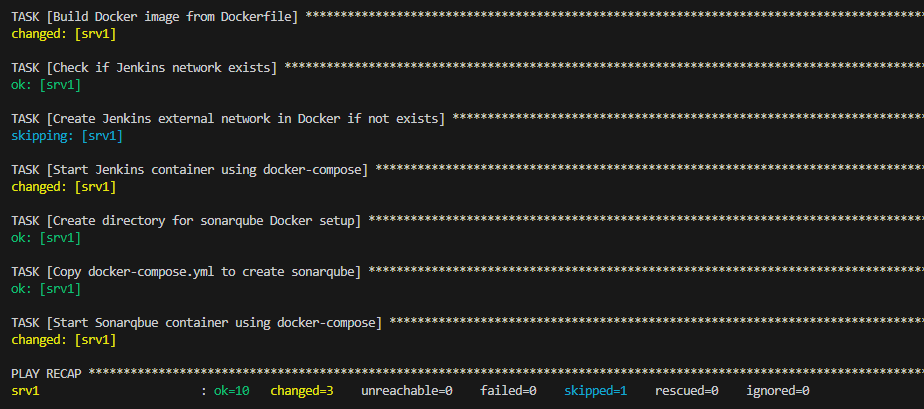 TASK [Build Docker image from Dockerfile] ****************************************************************************************
changed: [srv1]
TASK [Check if Jenkins network exists] *******************************************************************************************
ok: [srv1]
TASK [Create Jenkins external network in Docker if not exists] *******************************************************************
skipping: [srv1]
TASK [Start Jenkins container using docker-compose] ******************************************************************************
changed: [srv1]
TASK [Create directory for sonarqube Docker setup] *******************************************************************************
ok: [srv1]
TASK [Copy docker-compose.yml to create sonarqube] *******************************************************************************
ok: [srv1]
TASK [Start Sonarqbue container using docker-compose] ****************************************************************************
changed: [srv1]
PLAY RECAP ***********************************************************************************************************************
srv1 : ok=10 changed=3 unreachable=0 failed=0 skipped=1 rescued=0 ignored=0